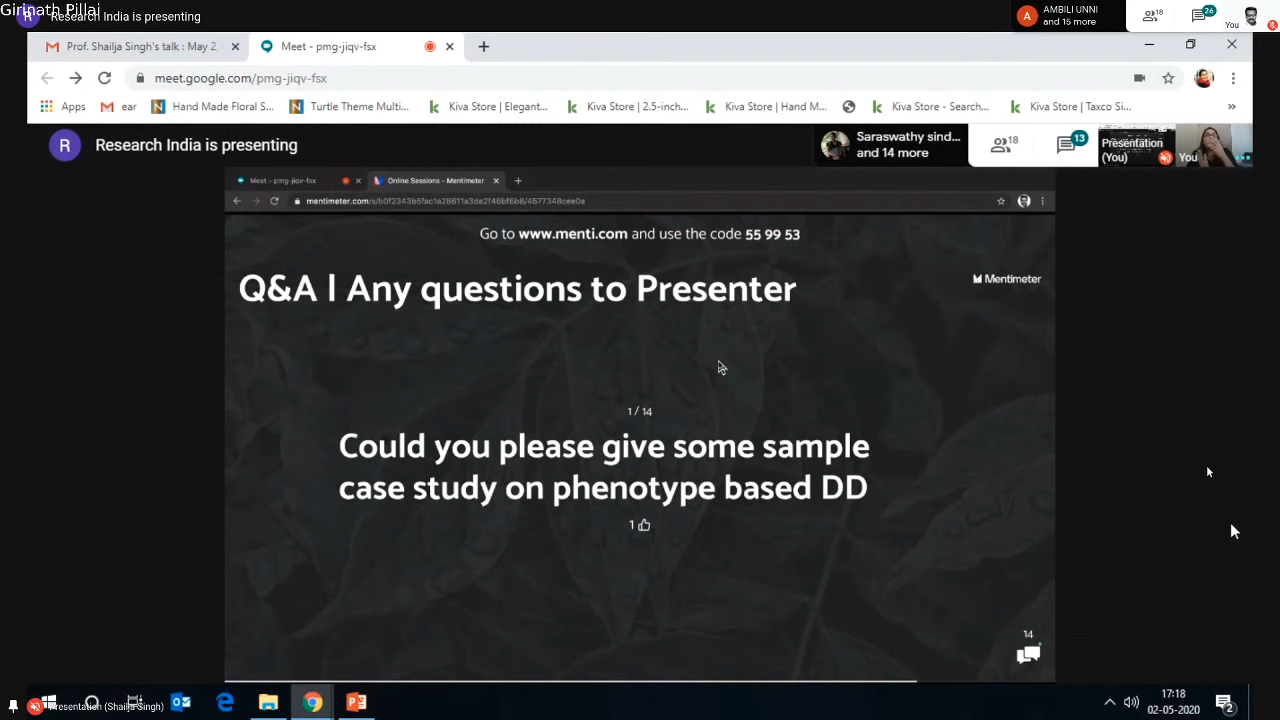 Girinath Pillai
R
Research India is presenting
A
AMBILI UNNI
and 15 more
18
26
You
Prof. Shailja Singh's talk : May 2,
Meet - pmg-jiqv-fsx
meet.google.com/pmg-jiqv-fsx
Apps
ear
Hand Made Floral S...
Turtle Theme Multi...
Kiva Store | Elegant...
Kiva Store | 2.5-inch...
Kiva Store | Hand M...
Kiva Store - Search...
Kiva Store | Taxco Si...
»
R
Research India is presenting
Saraswathy sind...
and 14 more
18
13
Presentation
(You)
You
Meet - pmg-jiqv-fsx
Online Sessions - Mentimeter
mentimeter.com/s/b0f2343b5fac1a28611a3de2f46bf6b8/4577348cee0a
Go to www.menti.com and use the code 55 99 53
Q&A | Any questions to Presenter
Mentimeter
1 / 14
Could you please give some sample
case study on phenotype based DD
1
14
Presentation (Shailja Singh)
17:18
02-05-2020
2